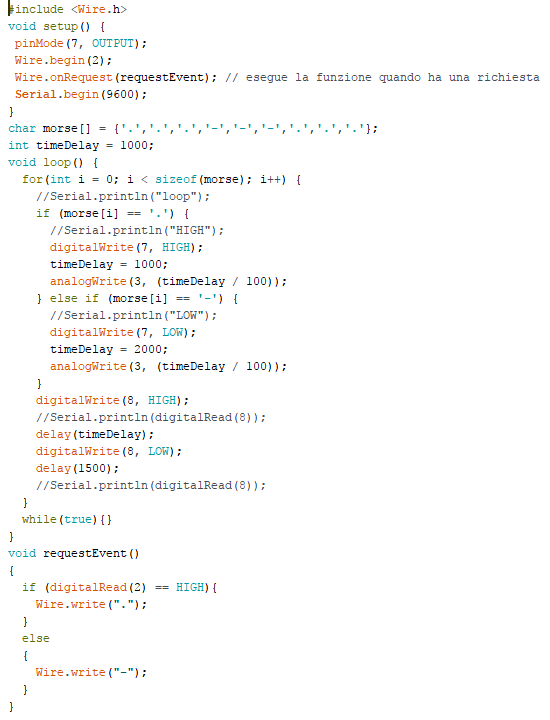 #include <Wire.h>
void setup() {
 pinMode(7, OUTPUT);
 Wire.begin(2);
 Wire.onRequest(requestEvent); // esegue la funzione quando ha una richiesta
 Serial.begin(9600);
}
char morse[] = {'.','.','.','-','-','-','.','.','.'};
int timeDelay = 1000;
void loop() {
  for(int i = 0; i < sizeof(morse); i++) {
    //Serial.println("loop");
    if (morse[i] == '.') {
      //Serial.println("HIGH");
      digitalWrite(7, HIGH);
      timeDelay = 1000;
      analogWrite(3, (timeDelay / 100));
    } else if (morse[i] == '-') {
      //Serial.println("LOW");
      digitalWrite(7, LOW);
      timeDelay = 2000;
      analogWrite(3, (timeDelay / 100));
    }
    digitalWrite(8, HIGH);
    //Serial.println(digitalRead(8));
    delay(timeDelay);
    digitalWrite(8, LOW);
    delay(1500);
    //Serial.println(digitalRead(8));
  }
  while(true){}
}
void requestEvent()
{
  if (digitalRead(2) == HIGH){
    Wire.write(".");
  }
  else
  {
    Wire.write("-");
  }
}